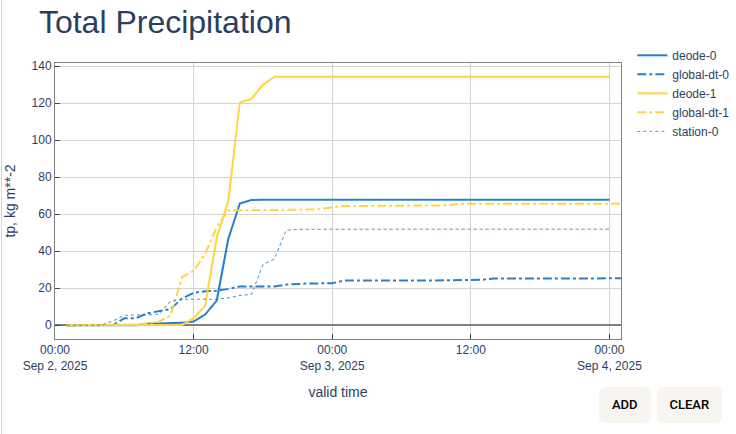 Total Precipitation
deode-0
global-dt-0
deode-1
global-dt-1
station-0
140
120
100
80
60
40
20
0
tp, kg m**-2
00:00 12:00 00:00 12:00 00:00
Sep 2, 2025 Sep 3, 2025 Sep 4, 2025
valid time
ADD CLEAR